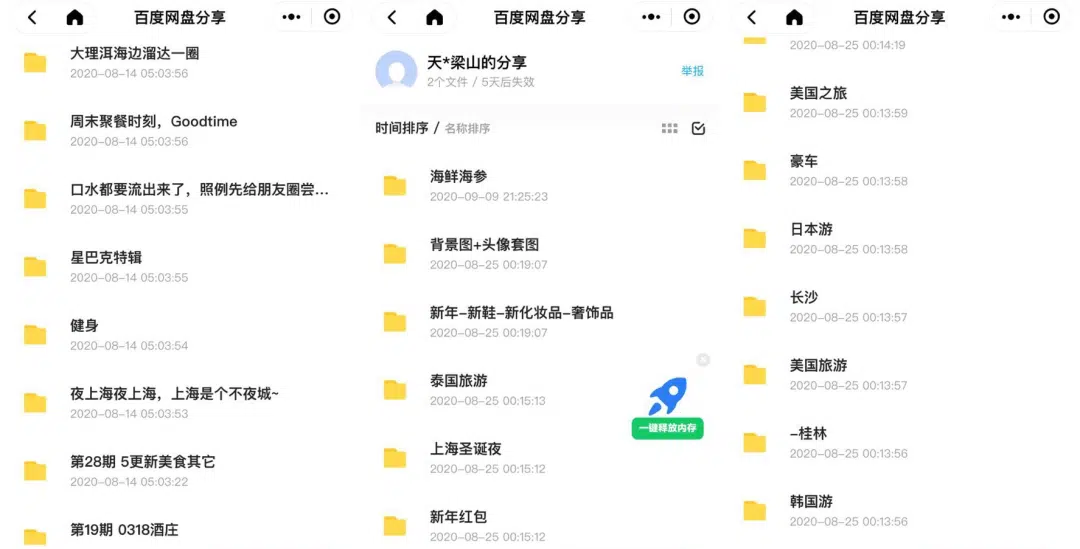 百度网盘分享
大理洱海边溜达一圈
2020-08-14 05:03:56
周末聚餐时刻，Goodtime
2020-08-14 05:03:56
口水都要流出来了，照例先给朋友圈尝...
2020-08-14 05:03:55
星巴克特辑
2020-08-14 05:03:55
健身
2020-08-14 05:03:54
夜上海夜上海，上海是个不夜城~
2020-08-14 05:03:53
第28期 5更新美食其它
2020-08-14 05:03:22
第19期 0318酒庄
百度网盘分享
天*梁山的分享
2个文件 / 5天后失效
举报
时间排序 / 名称排序
海鲜海参
2020-09-09 21:25:23
背景图+头像套图
2020-08-25 00:19:07
新年-新鞋-新化妆品-奢饰品
2020-08-25 00:19:07
泰国旅游
2020-08-25 00:15:13
一键释放内存
上海圣诞夜
2020-08-25 00:15:12
新年红包
2020-08-25 00:15:12
百度网盘分享
2020-08-25 00:14:19
美国之旅
2020-08-25 00:13:59
豪车
2020-08-25 00:13:58
日本游
2020-08-25 00:13:58
长沙
2020-08-25 00:13:57
美国旅游
2020-08-25 00:13:57
-桂林
2020-08-25 00:13:56
韩国游
2020-08-25 00:13:56